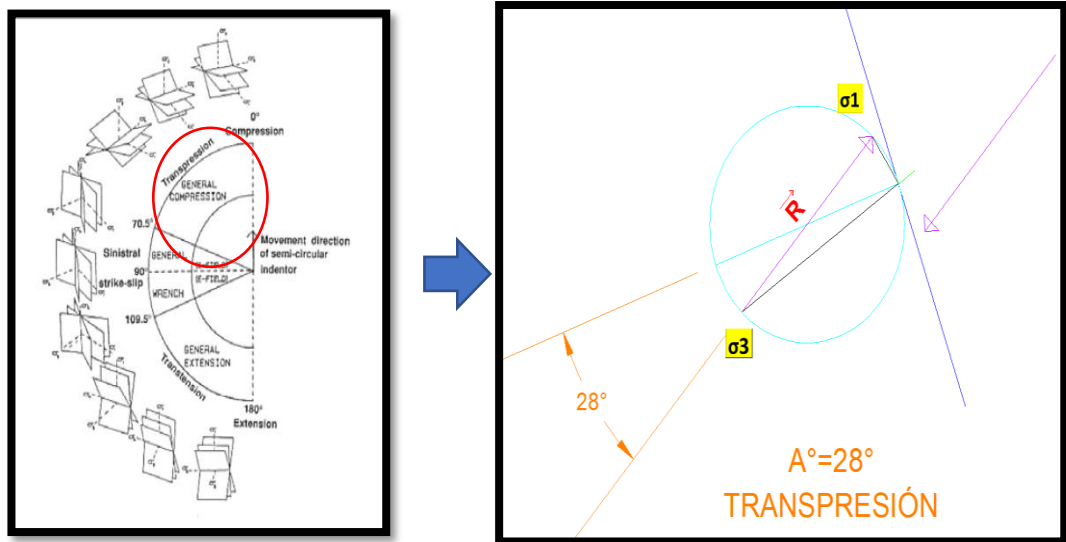 0°
Compression
Transpression
GENERAL
COMPRESSION
70.5°
Movement direction
of semi-circular
indentor
Sinistral
GENERAL
90°
strike-slip
WRENCH
109.5°
GENERAL
EXTENSION
Transtension
180°
Extension
σ1
R
σ3
28°
A°=28°
TRANSPRESIÓN